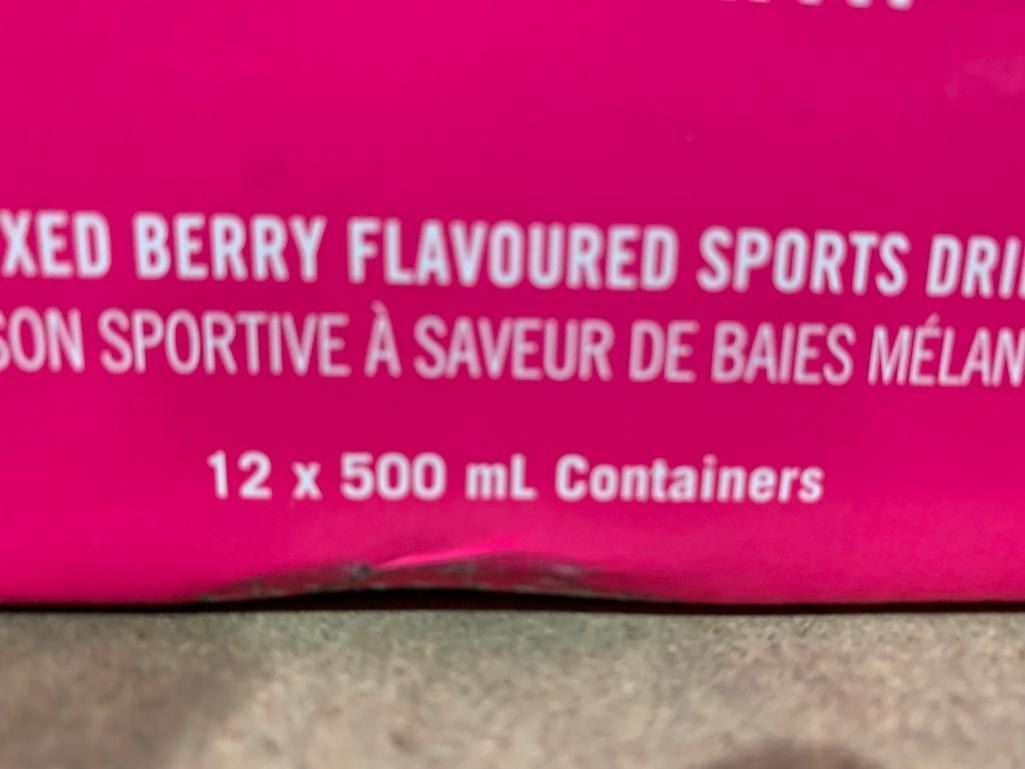 XED BERRY FLAVOURED SPORTS DRI
SON SPORTIVE À SAVEUR DE BAIES MÉLAN
12 x 500 mL Containers